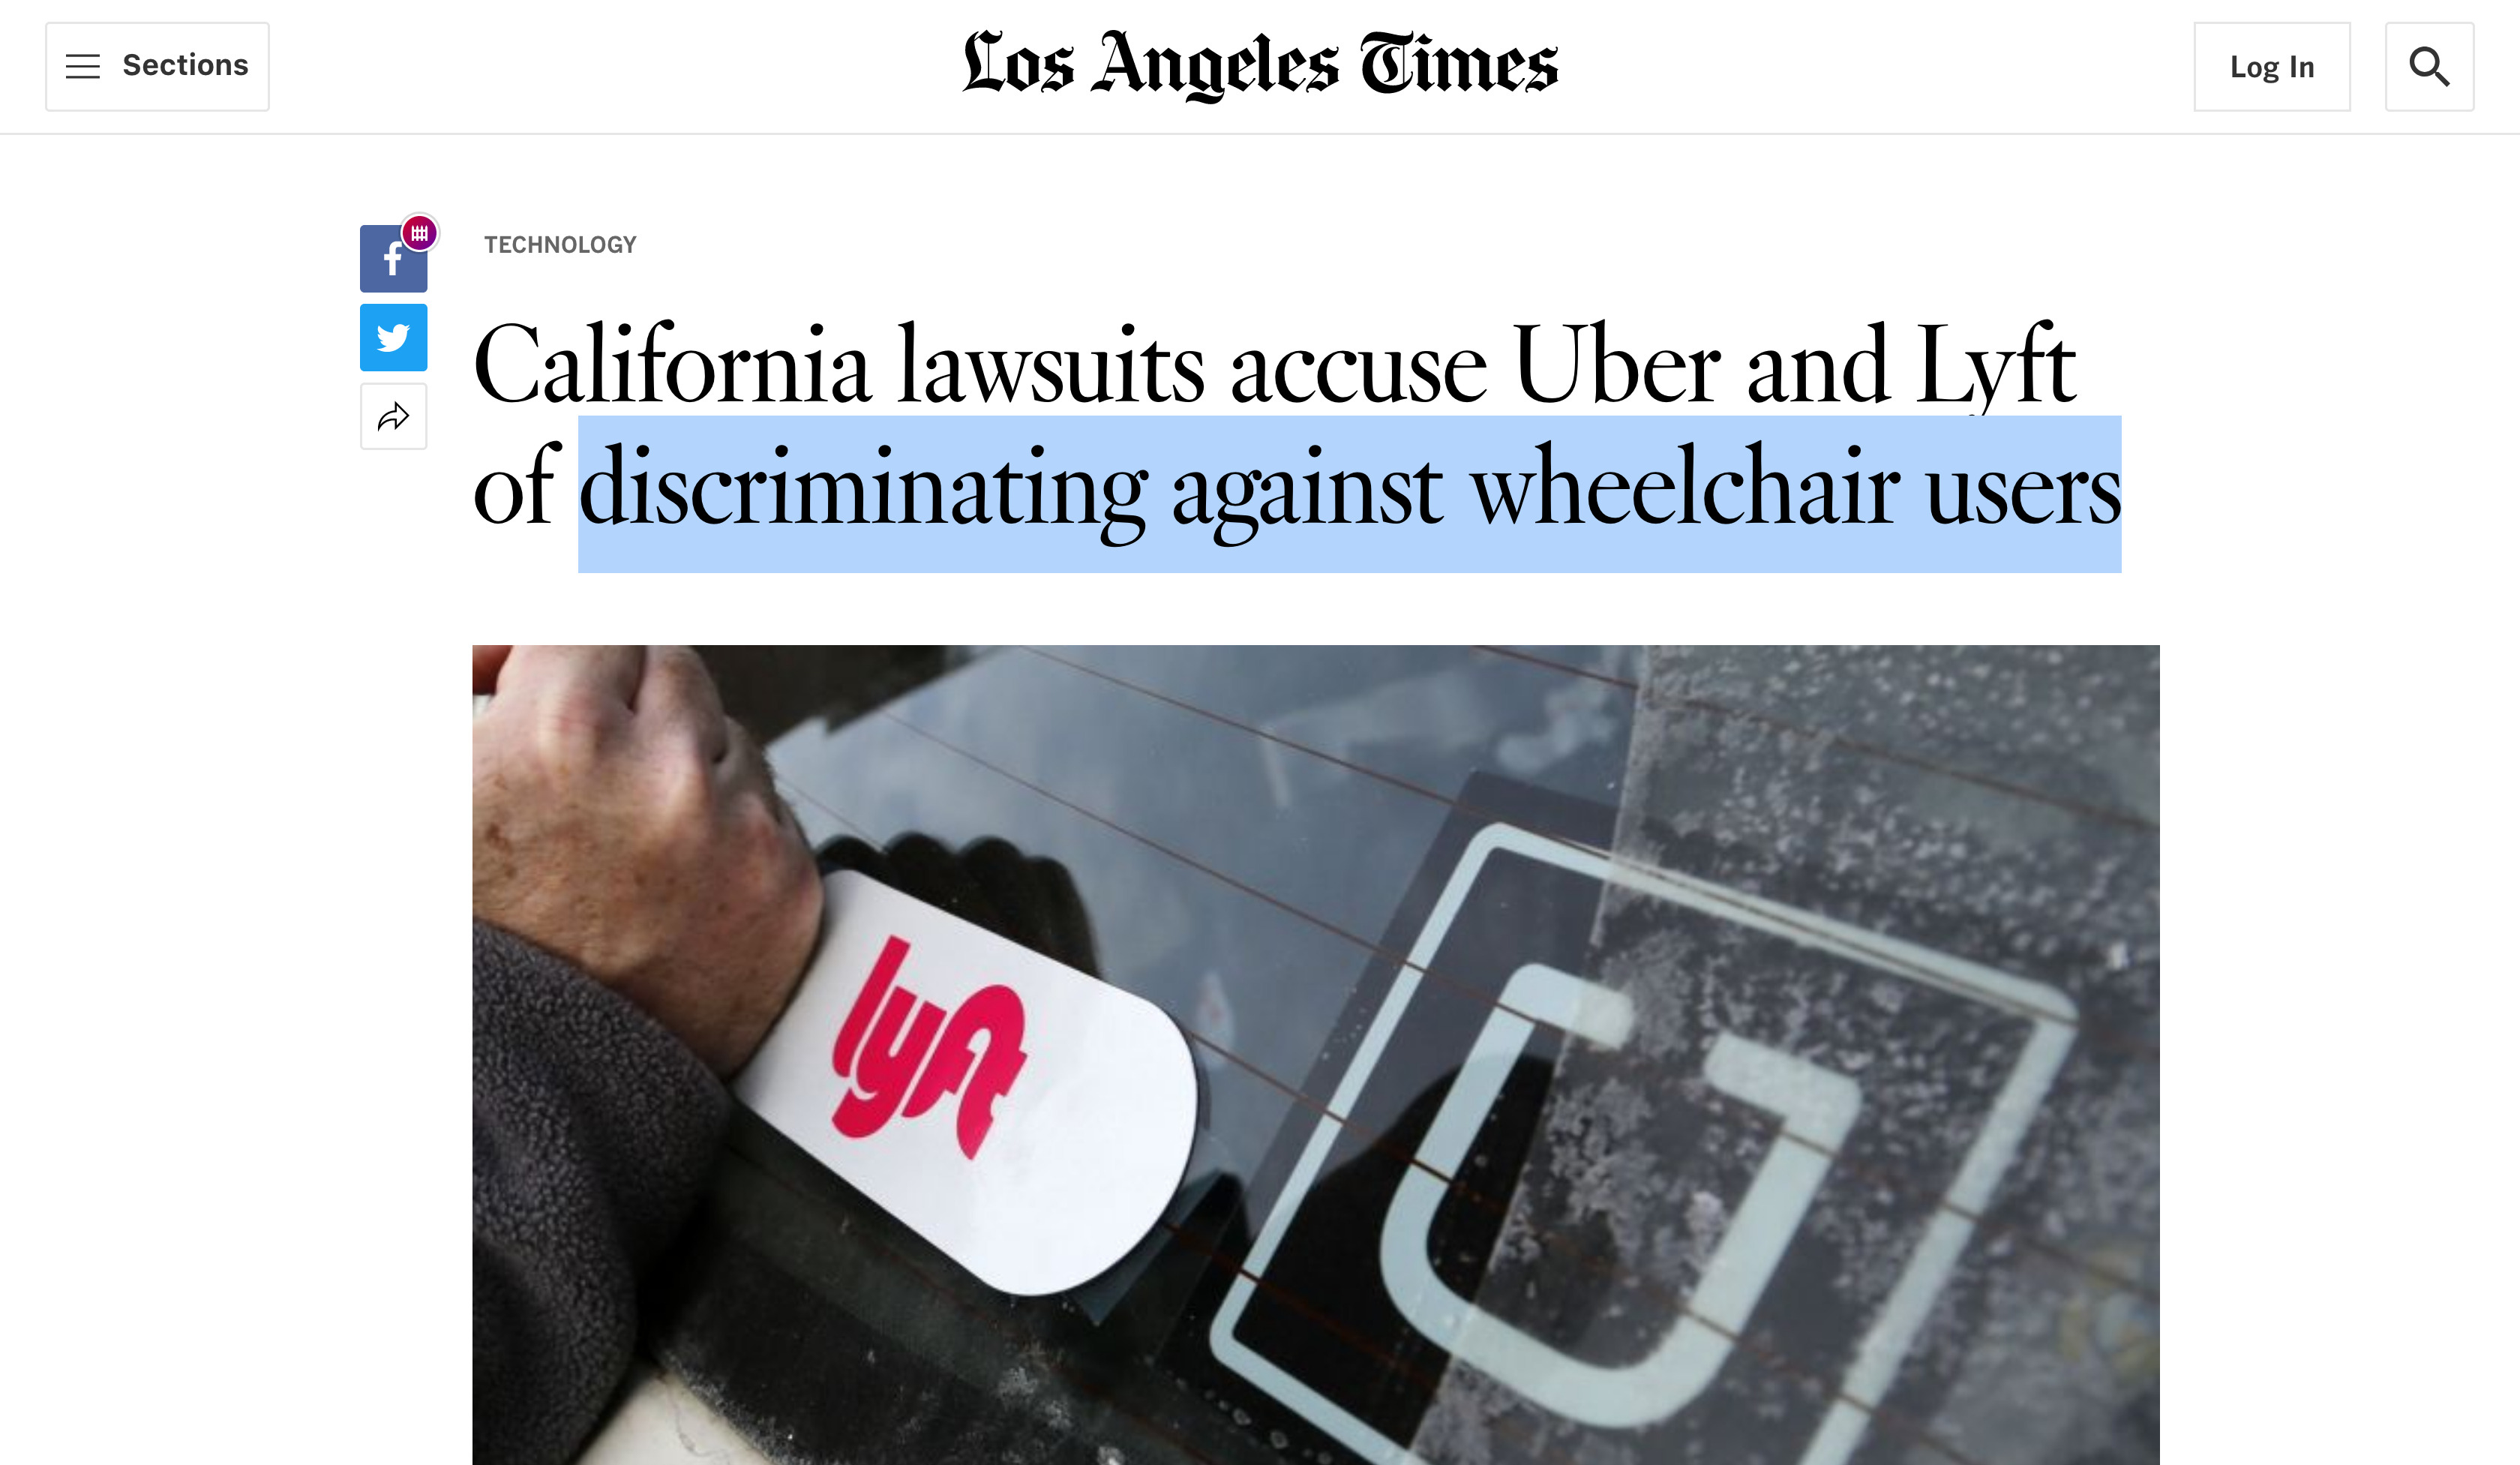 Sections
Los Angeles Times
Log In
f
TECHNOLOGY
California lawsuits accuse Uber and Lyft
of discriminating against wheelchair users
lyft
U